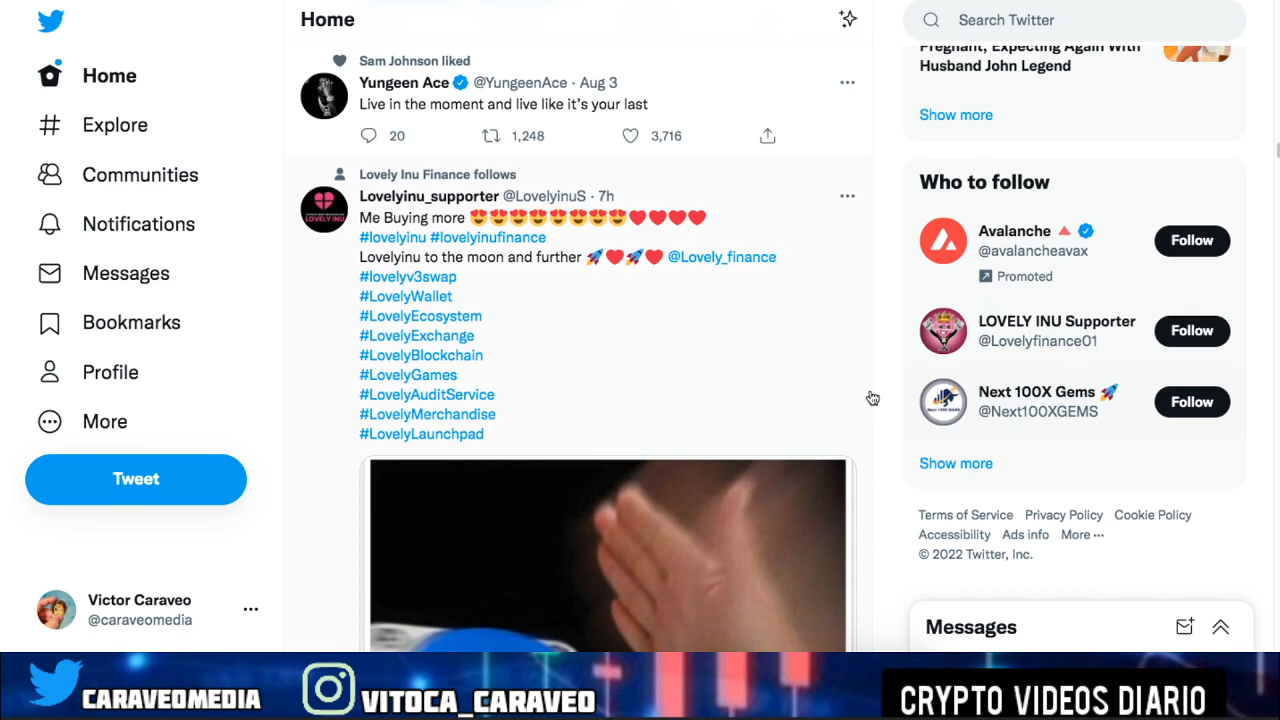 Home
Explore
Communities
Notifications
Messages
Bookmarks
Profile
More
Tweet
Victor Caraveo
@caraveomedia
Home
Sam Johnson liked
Yungeen Ace @YungeenAce · Aug 3
Live in the moment and live like it's your last
20 1,248 3,716
Lovely Inu Finance follows
Lovelyinu_supporter @LovelyinuS · 7h
Me Buying more 😍😍😍😍😍😍😍😍❤️❤️❤️❤️
#lovelyinu #lovelyinufinance
Lovelyinu to the moon and further 🚀❤️🚀❤️ @Lovely_finance
#lovelyv3swap
#LovelyWallet
#LovelyEcosystem
#LovelyExchange
#LovelyBlockchain
#LovelyGames
#LovelyAuditService
#LovelyMerchandise
#LovelyLaunchpad
Search Twitter
Pregnant, Expecting Again With
Husband John Legend
Show more
Who to follow
Avalanche 🔺
@avalancheavax
Follow
Promoted
LOVELY INU Supporter
@Lovelyfinance01
Follow
Next 100X Gems 🚀
@Next100XGEMS
Follow
Show more
Terms of Service Privacy Policy Cookie Policy
Accessibility Ads info More ···
© 2022 Twitter, Inc.
Messages
CARAVEOMEDIA
VITOCA_CARAVEO
CRYPTO VIDEOS DIARIO